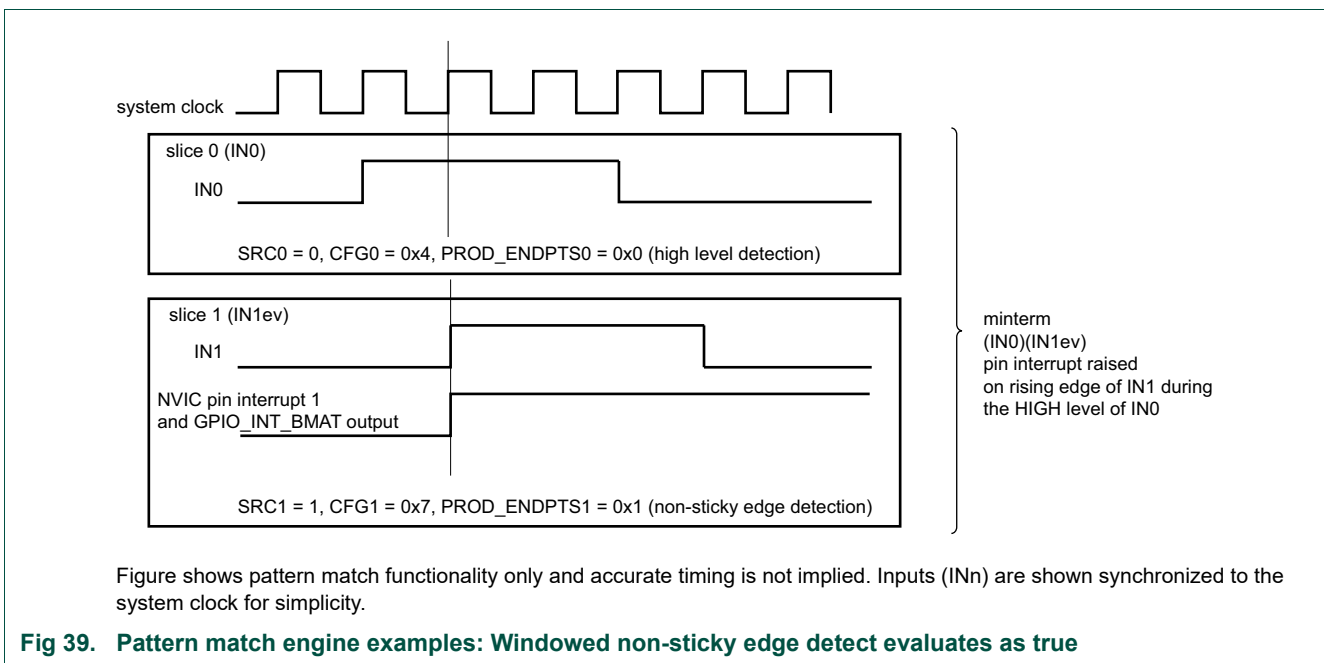 system clock
slice 0 (IN0)
IN0
SRC0 = 0, CFG0 = 0x4, PROD_ENDPTS0 = 0x0 (high level detection)
slice 1 (IN1ev)
IN1
NVIC pin interrupt 1
and GPIO_INT_BMAT output
SRC1 = 1, CFG1 = 0x7, PROD_ENDPTS1 = 0x1 (non-sticky edge detection)
minterm
(IN0)(IN1ev)
pin interrupt raised
on rising edge of IN1 during
the HIGH level of IN0
Figure shows pattern match functionality only and accurate timing is not implied. Inputs (INn) are shown synchronized to the
system clock for simplicity.
Fig 39. Pattern match engine examples: Windowed non-sticky edge detect evaluates as true